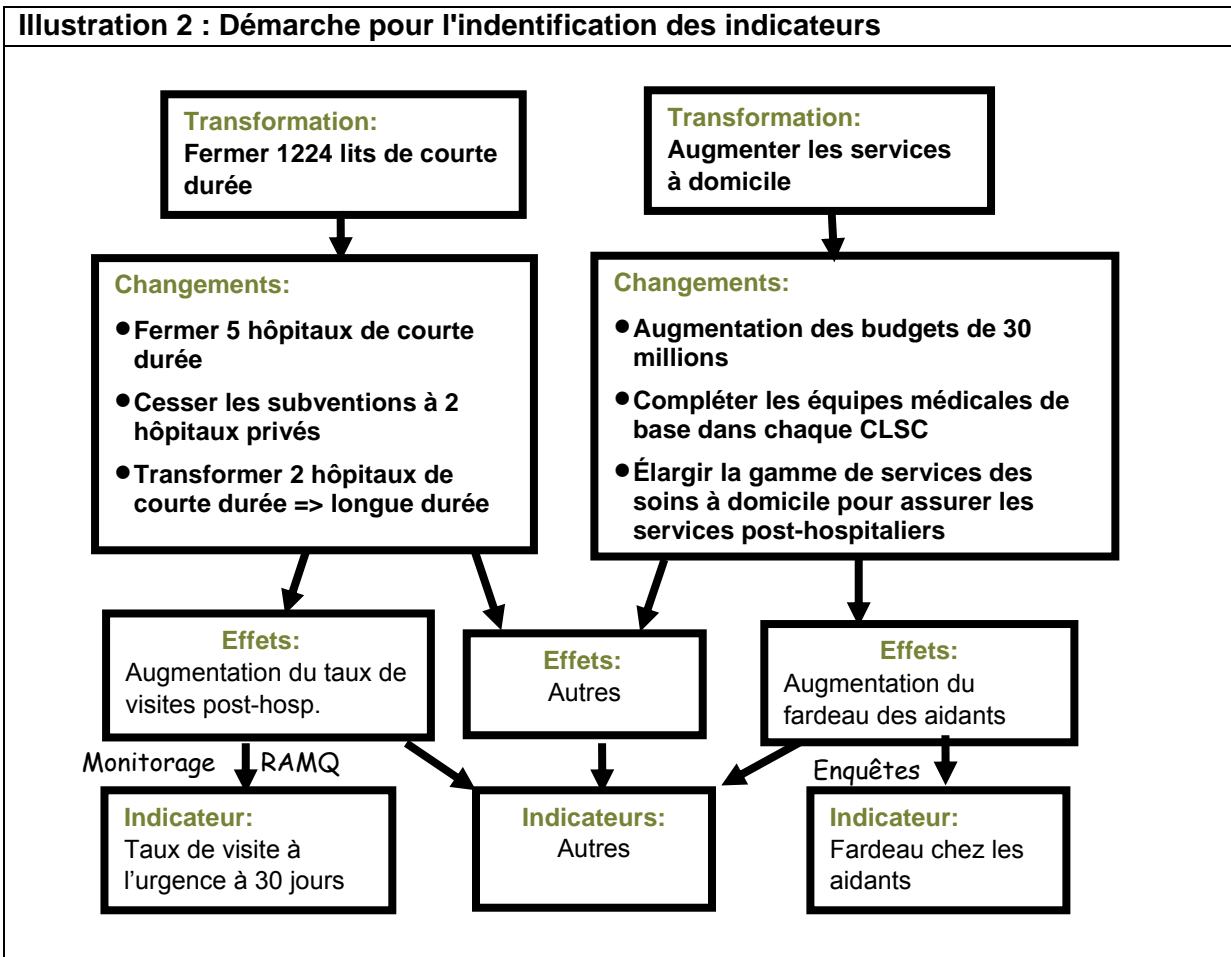 Illustration 2 : Démarche pour l'indentification des indicateurs
Transformation:
Fermer 1224 lits de courte
durée
Transformation:
Augmenter les services
à domicile
Changements:
●Fermer 5 hôpitaux de courte
durée
●Cesser les subventions à 2
hôpitaux privés
●Transformer 2 hôpitaux de
courte durée => longue durée
Changements:
●Augmentation des budgets de 30
millions
●Compléter les équipes médicales de
base dans chaque CLSC
●Élargir la gamme de services des
soins à domicile pour assurer les
services post-hospitaliers
Effets:
Augmentation du taux de
visites post-hosp.
Effets:
Autres
Effets:
Augmentation du
fardeau des aidants
Monitorage RAMQ
Enquêtes
Indicateur:
Taux de visite à
l’urgence à 30 jours
Indicateurs:
Autres
Indicateur:
Fardeau chez les
aidants